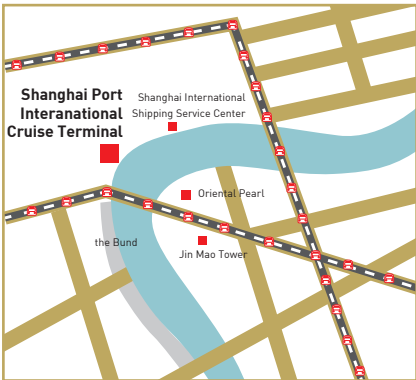 Shanghai Port
Interanational
Cruise Terminal
Shanghai International
Shipping Service Center
Oriental Pearl
the Bund
Jin Mao Tower